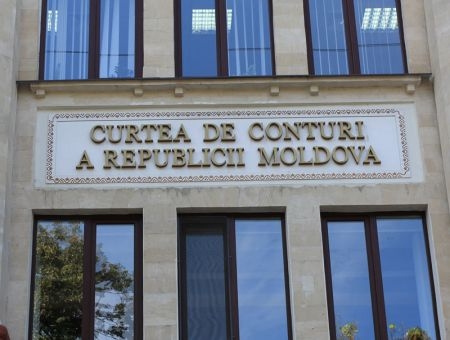 CURTEA DE CONTURI
A REPUBLICII MOLDOVA